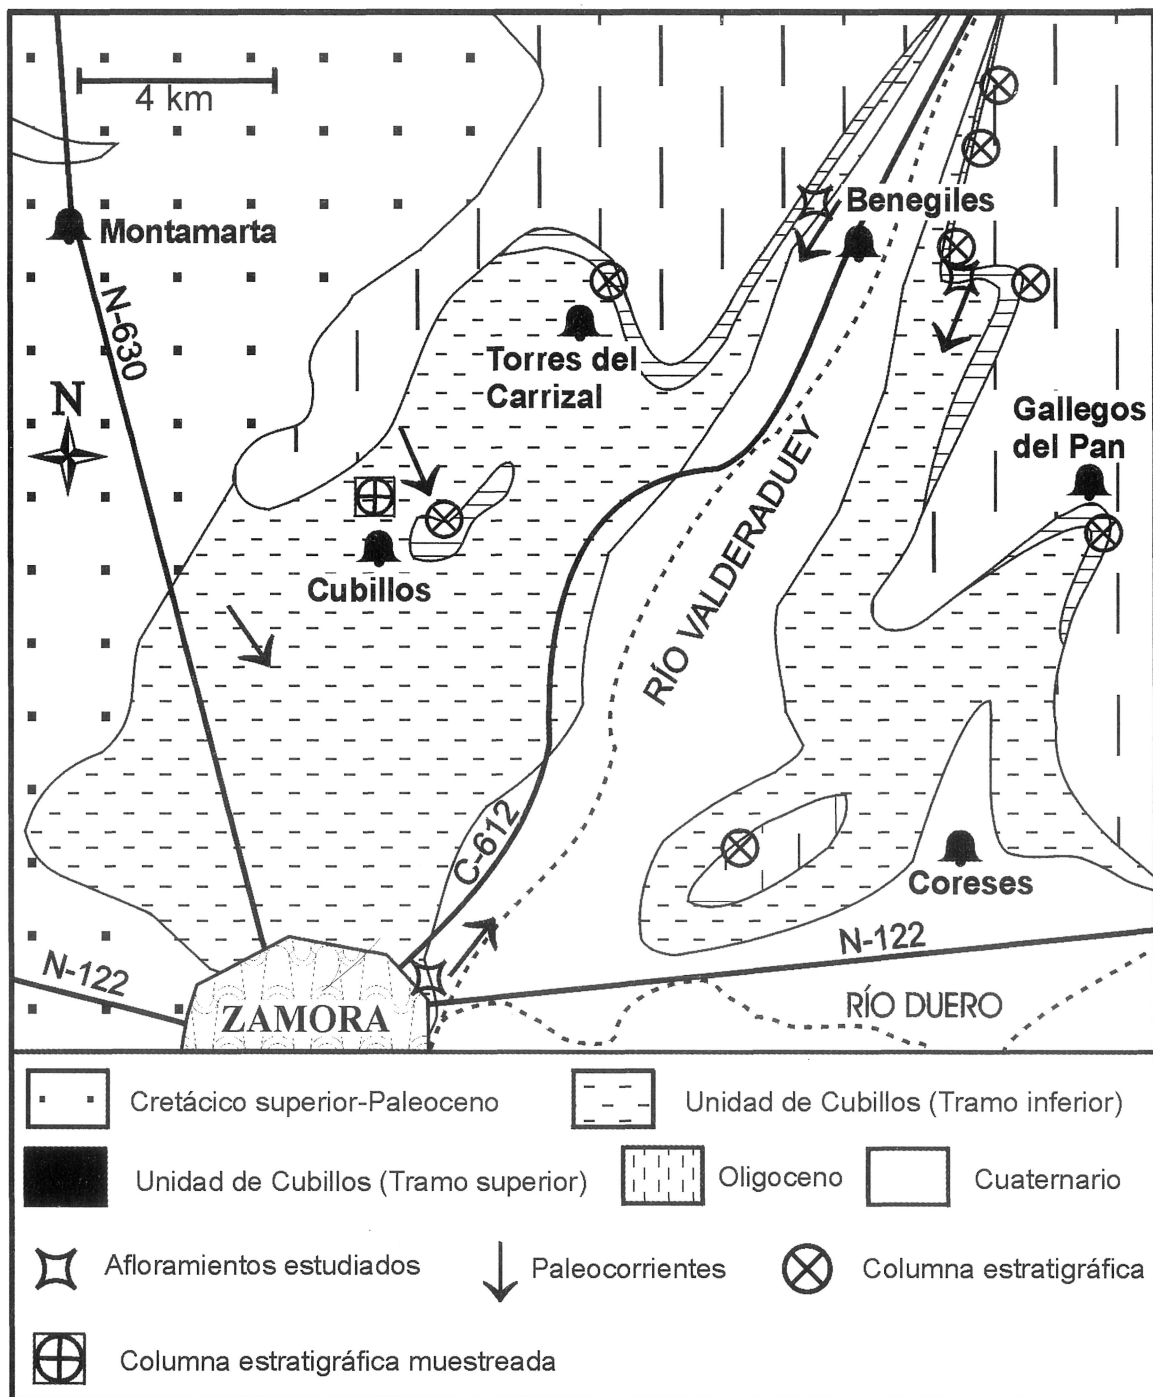 4 km
Montamarta
Benegiles
N-630
Torres del
Carrizal
N
Gallegos
del Pan
RÍO VALDERADUEY
Cubillos
C-612
Coreses
N-122
N-122
ZAMORA
RÍO DUERO
Cretácico superior-Paleoceno
Unidad de Cubillos (Tramo inferior)
Unidad de Cubillos (Tramo superior)
Oligoceno
Cuaternario
Afloramientos estudiados
Paleocorrientes
Columna estratigráfica
Columna estratigráfica muestreada